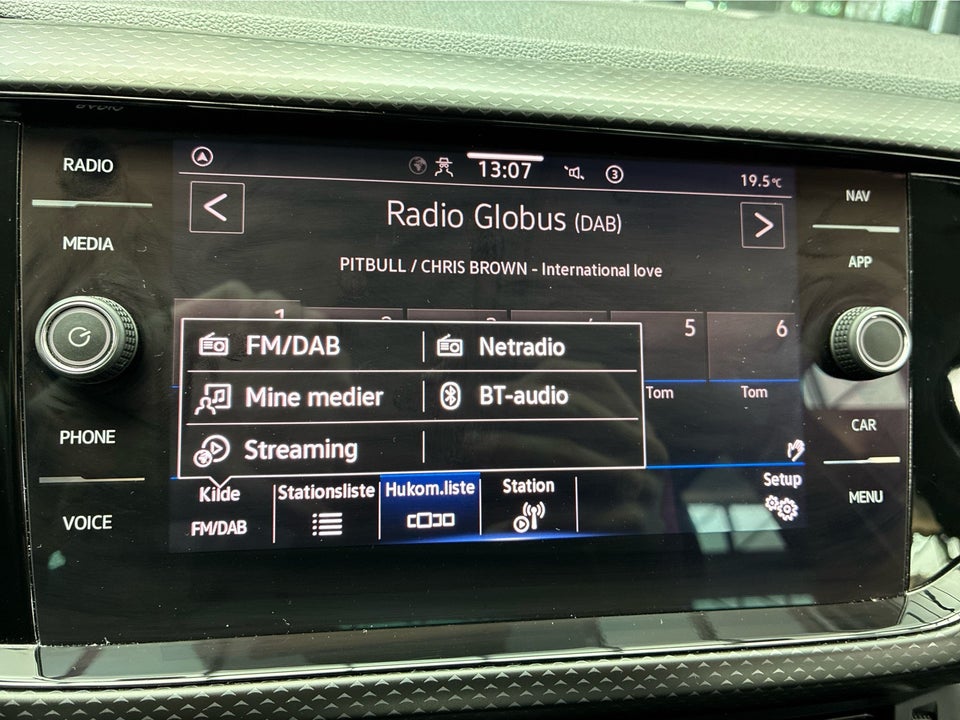 RADIO
MEDIA
PHONE
VOICE
13:07
3
19.5°C
Radio Globus (DAB)
PITBULL / CHRIS BROWN - International love
5
6
Tom
Tom
FM/DAB
Netradio
Mine medier
BT-audio
Streaming
Kilde
FM/DAB
Stationsliste
Hukom.liste
Station
Setup
NAV
APP
CAR
MENU